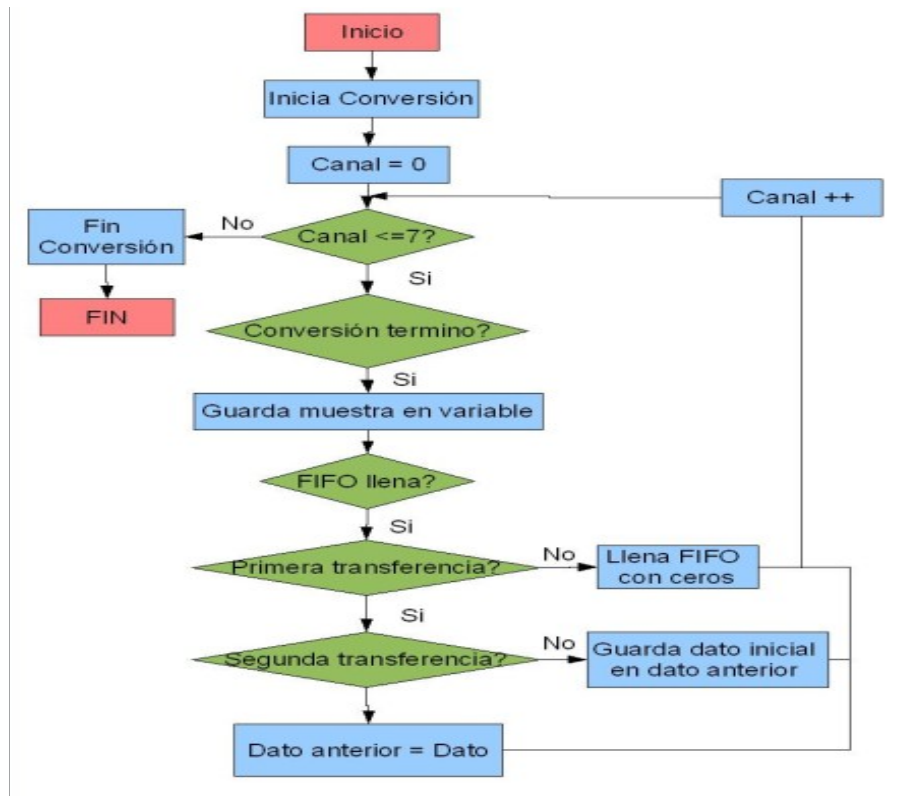 Inicio
Inicia Conversión
Canal = 0
Canal ++
Fin
Conversión
No
Canal <=7?
Si
FIN
Conversión termino?
Si
Guarda muestra en variable
FIFO llena?
Si
Primera transferencia?
No
Llena FIFO
con ceros
Si
Segunda transferencia?
No
Guarda dato inicial
en dato anterior
Dato anterior = Dato